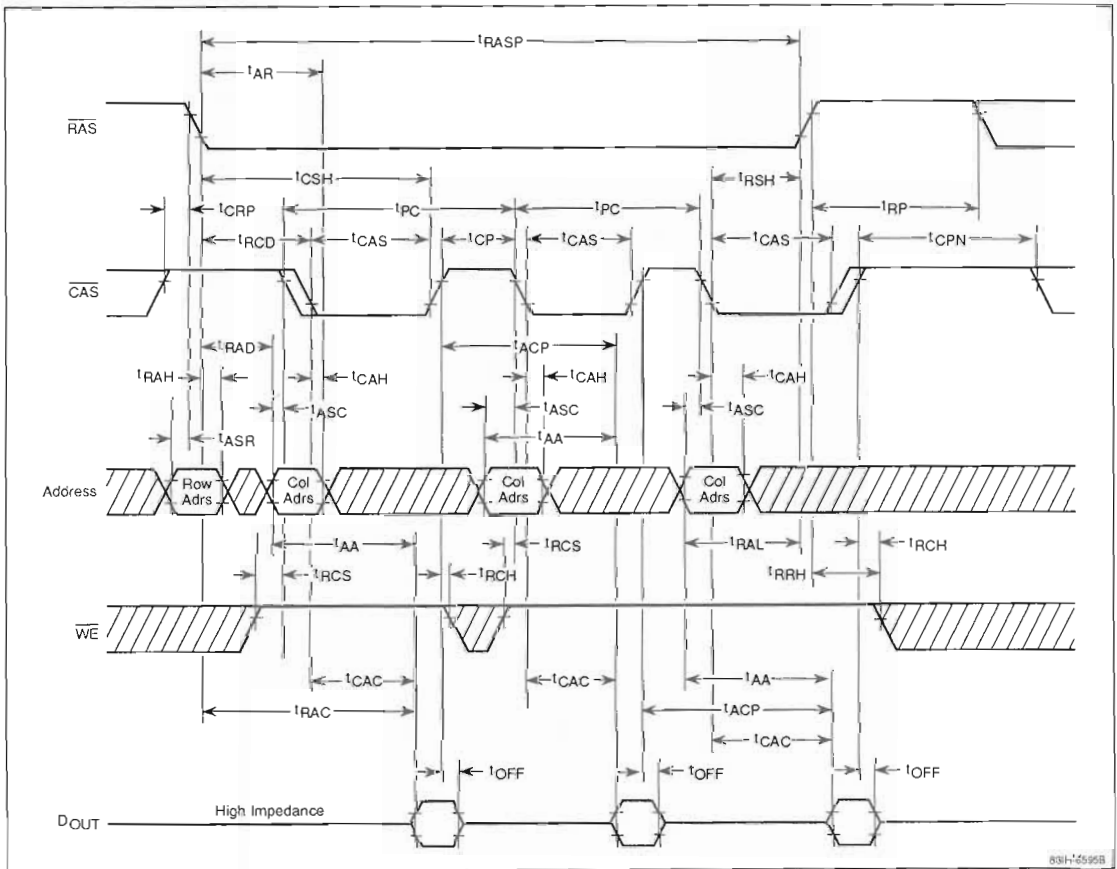 tRASP
tAR
RAS
tCSH
tRSH
tCRP
tPC
tPC
tRP
tRCD
tCAS
tCP
tCAS
tCAS
tCPN
CAS
tRAD
tACP
tRAH
tCAH
tCAH
tCAH
tASC
tASC
tASC
tASR
tAA
Address
Row
Adrs
Col
Adrs
Col
Adrs
Col
Adrs
tAA
tRCS
tRAL
tRCH
tRCS
tRCH
tRRH
WE
tCAC
tCAC
tAA
tRAC
tACP
tCAC
tOFF
tOFF
tOFF
High Impedance
DOUT